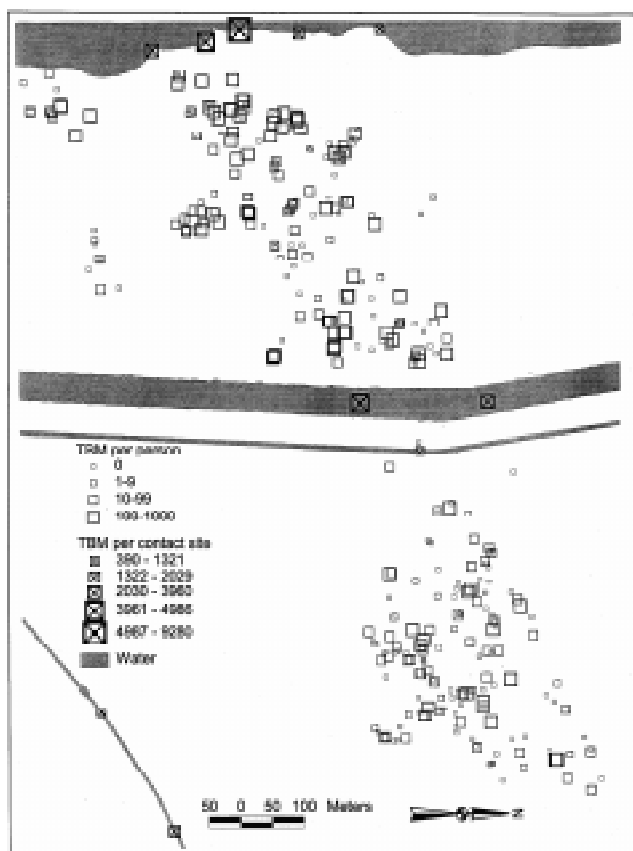 TBM per person
0
1-9
10-99
100-1000
TBM per contact site
390 - 1321
1322 - 2029
2030 - 3960
3961 - 4966
4967 - 9280
Water
50 0 50 100 Meters
N